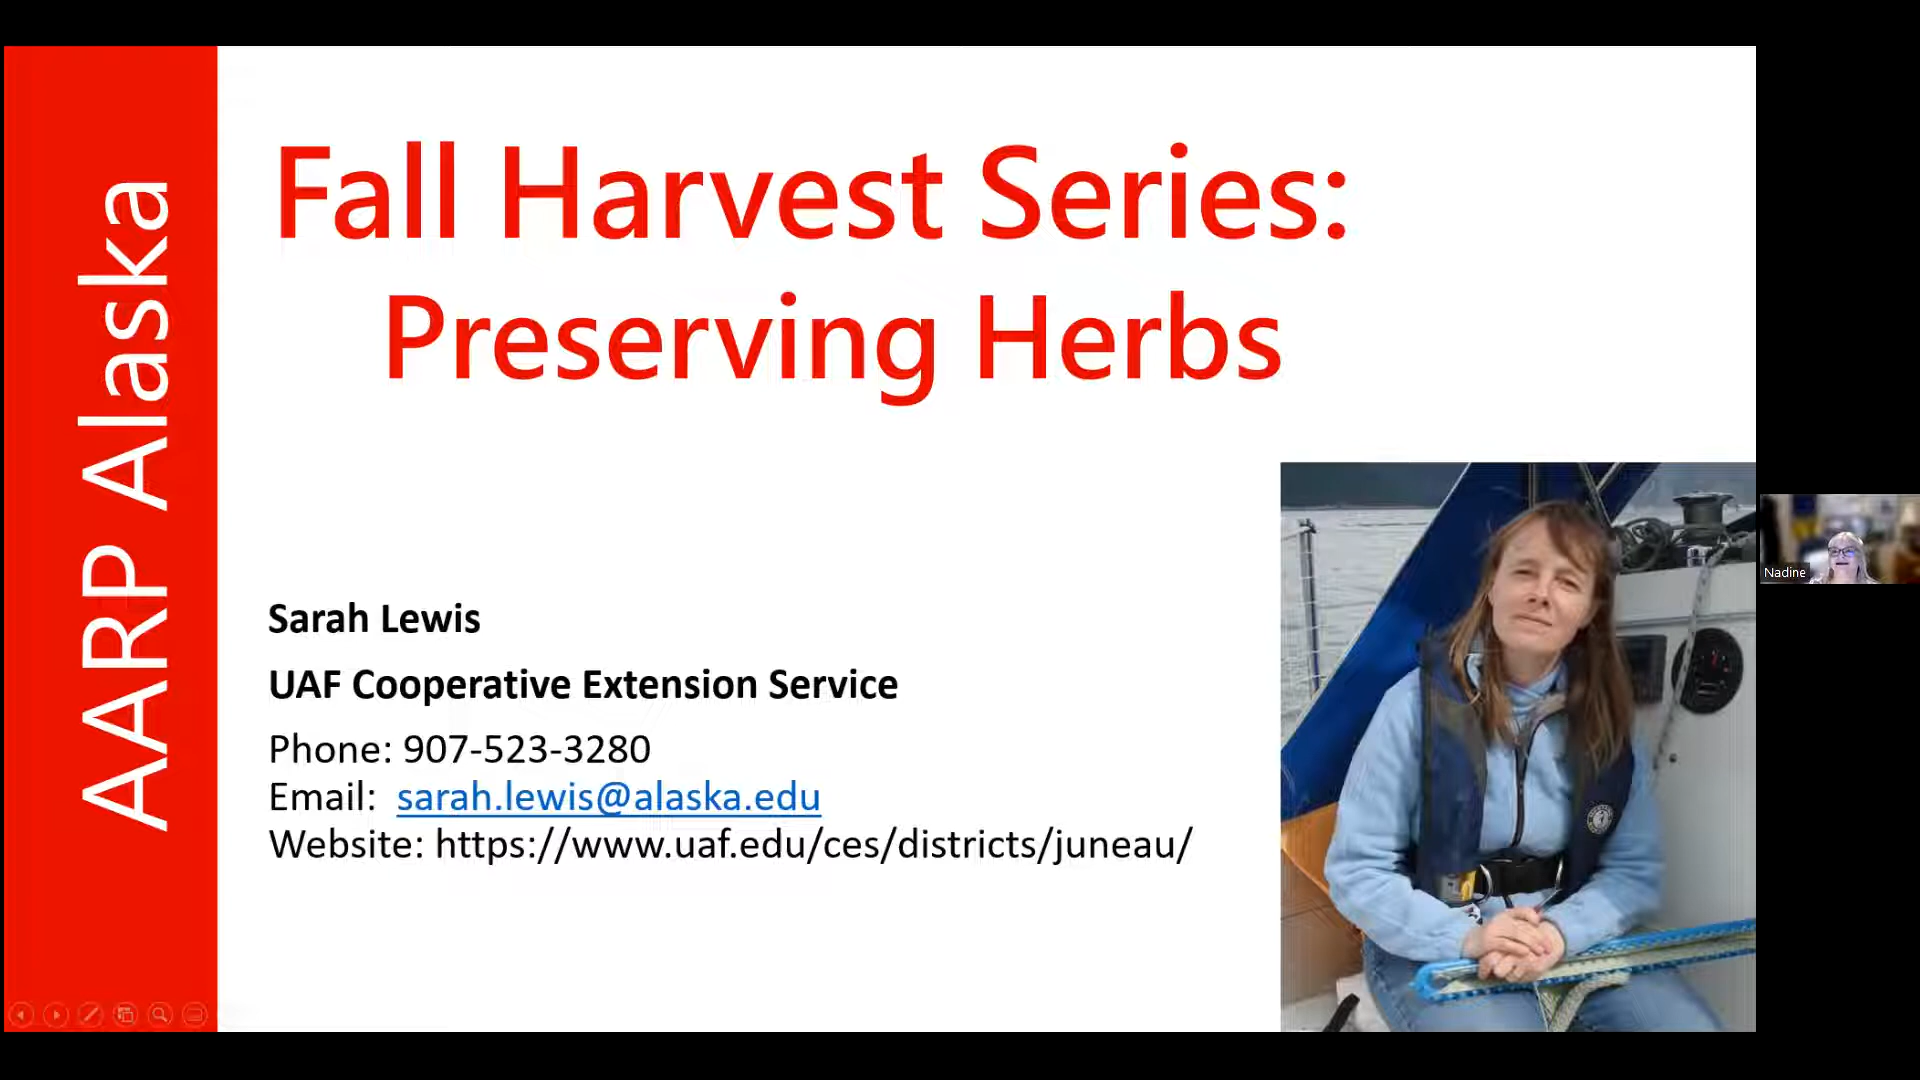 AARP Alaska
Fall Harvest Series:
Preserving Herbs
Sarah Lewis
UAF Cooperative Extension Service
Phone: 907-523-3280
Email: sarah.lewis@alaska.edu
Website: https://www.uaf.edu/ces/districts/juneau/
Nadine